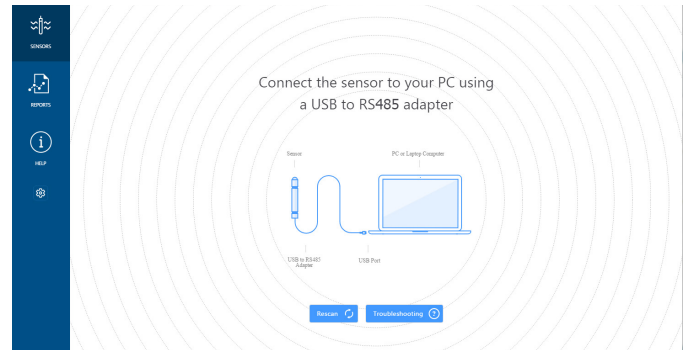 SENSORS
REPORTS
HELP
Connect the sensor to your PC using
a USB to RS485 adapter
Sensor
PC or Laptop Computer
USB to RS485
Adapter
USB Port
Rescan
Troubleshooting ?